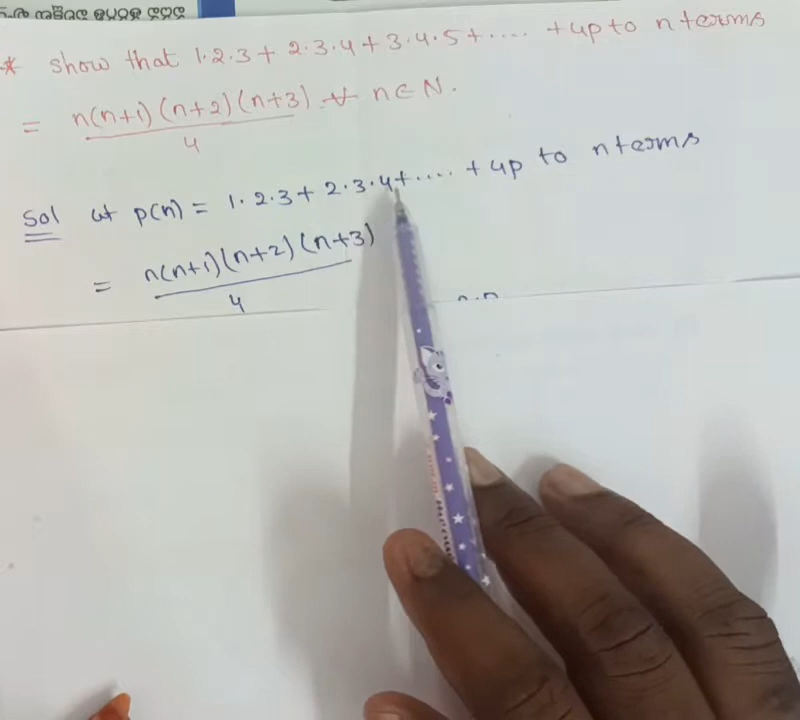 * show that 1.2.3 + 2.3.4 + 3.4.5 + .... + up to n terms
= n(n+1)(n+2)(n+3)/4 ∀ n∈N.
Sol let p(n) = 1.2.3 + 2.3.4 + .... + up to n terms
= n(n+1)(n+2)(n+3)/4